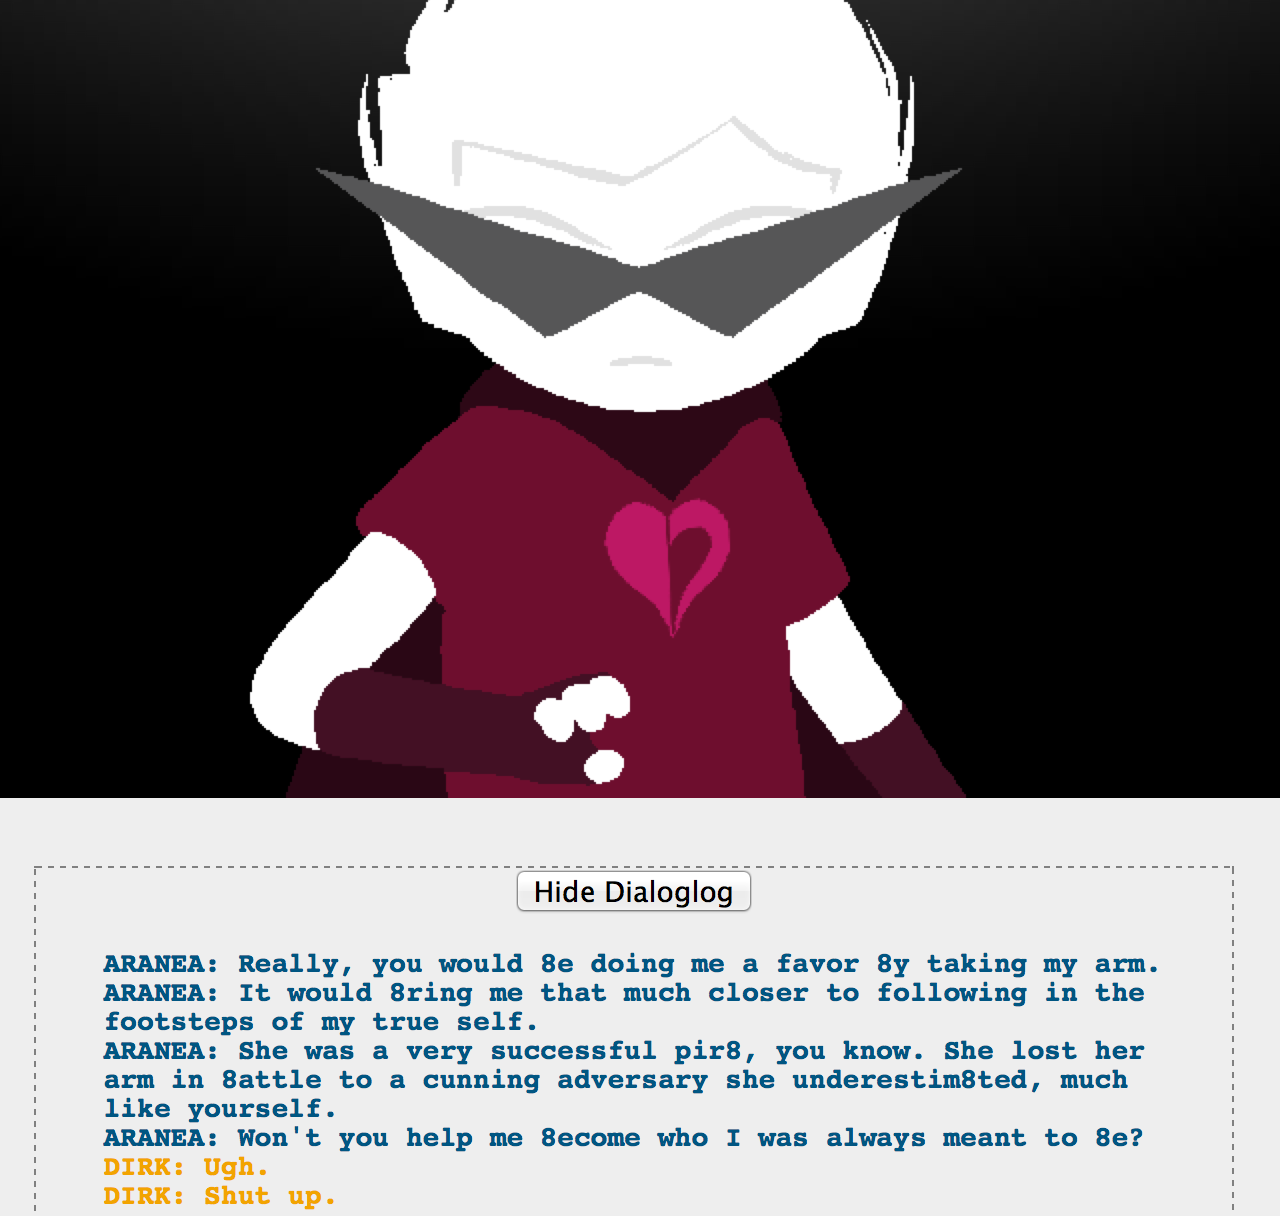 Hide Dialoglog
ARANEA: Really, you would 8e doing me a favor 8y taking my arm.
ARANEA: It would 8ring me that much closer to following in the
footsteps of my true self.
ARANEA: She was a very successful pir8, you know. She lost her
arm in 8attle to a cunning adversary she underestim8ted, much
like yourself.
ARANEA: Won't you help me 8ecome who I was always meant to 8e?
DIRK: Ugh.
DIRK: Shut up.